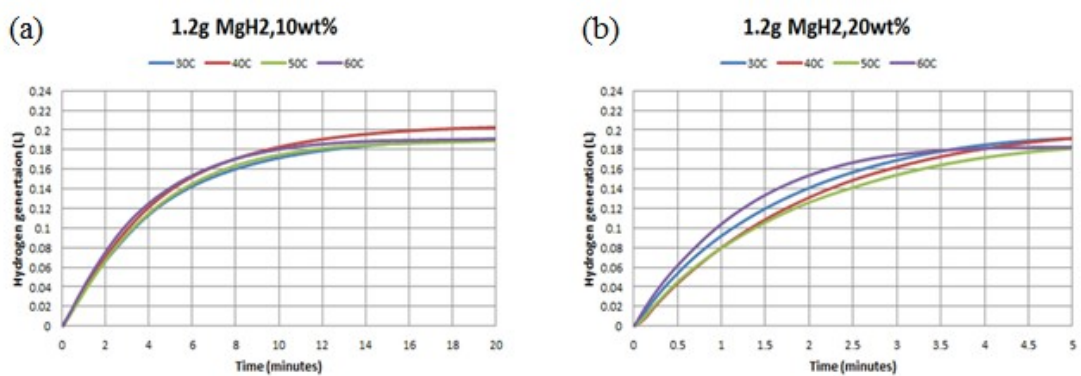 (a)
1.2g MgH2,10wt%
30C 40C 50C 60C
Hydrogen genertaion (L)
0.24
0.22
0.2
0.18
0.16
0.14
0.12
0.1
0.08
0.06
0.04
0.02
0
0 2 4 6 8 10 12 14 16 18 20
Time (minutes)
(b)
1.2g MgH2,20wt%
30C 40C 50C 60C
Hydrogen generation (L)
0.24
0.22
0.2
0.18
0.16
0.14
0.12
0.1
0.08
0.06
0.04
0.02
0
0 0.5 1 1.5 2 2.5 3 3.5 4 4.5 5
Time (minutes)